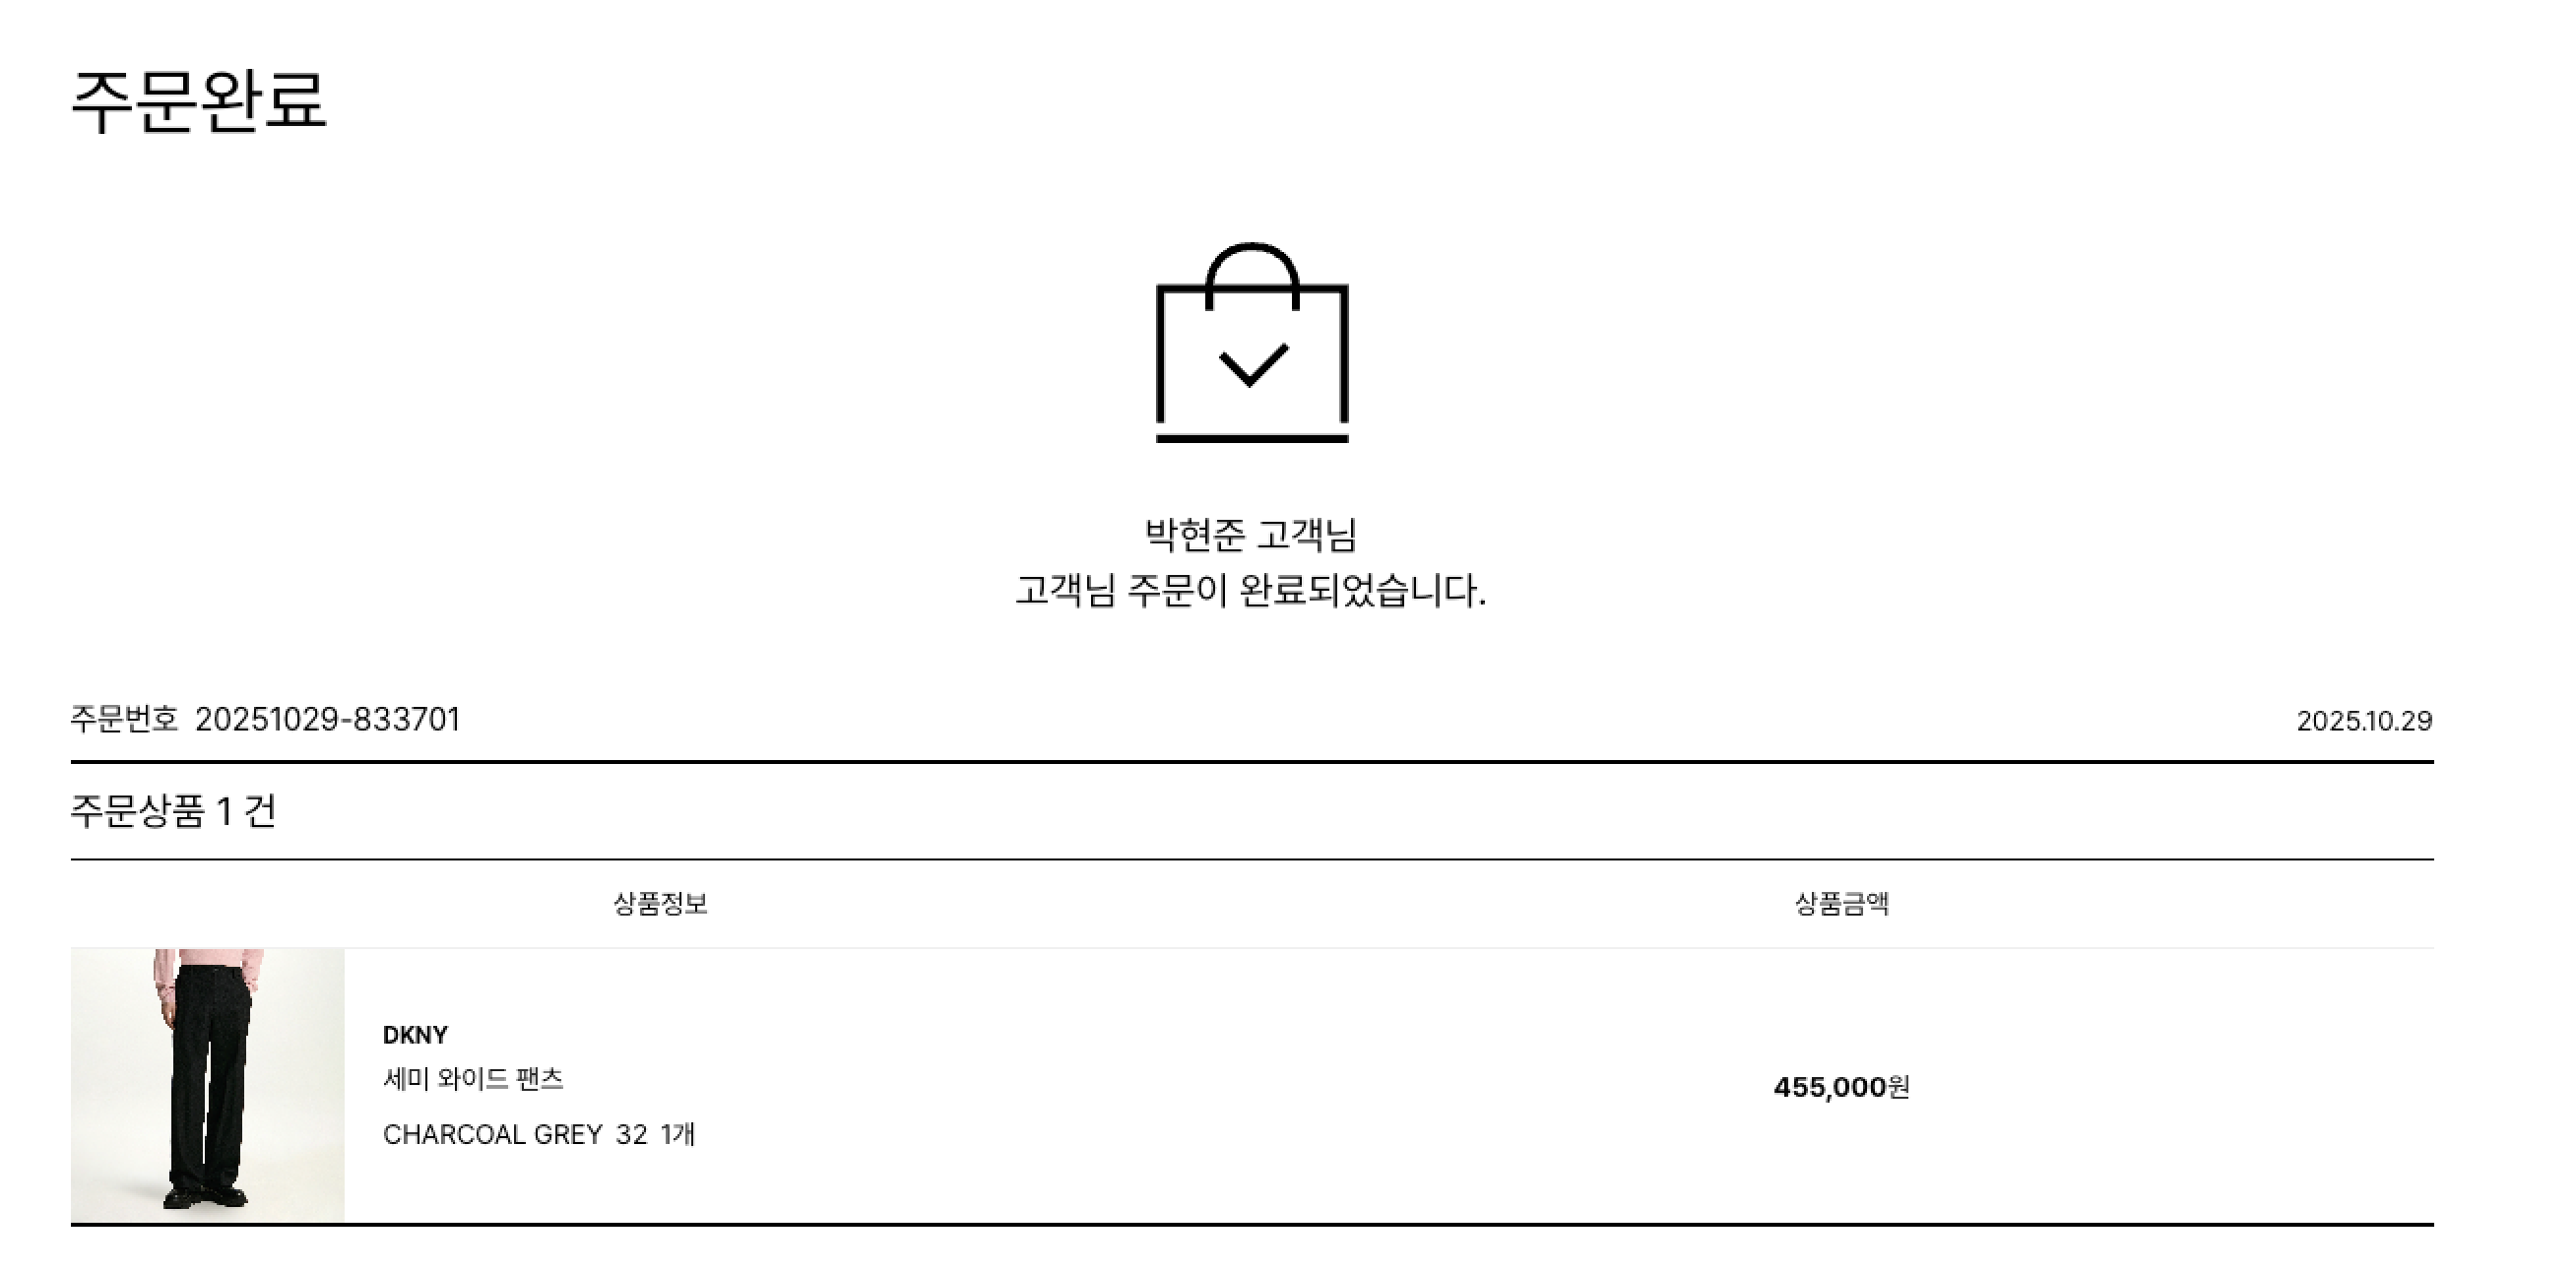 주문완료
박현준 고객님
고객님 주문이 완료되었습니다.
주문번호 20251029-833701 2025.10.29
주문상품 1 건
상품정보 상품금액
DKNY
세미 와이드 팬츠
455,000원
CHARCOAL GREY 32 1개